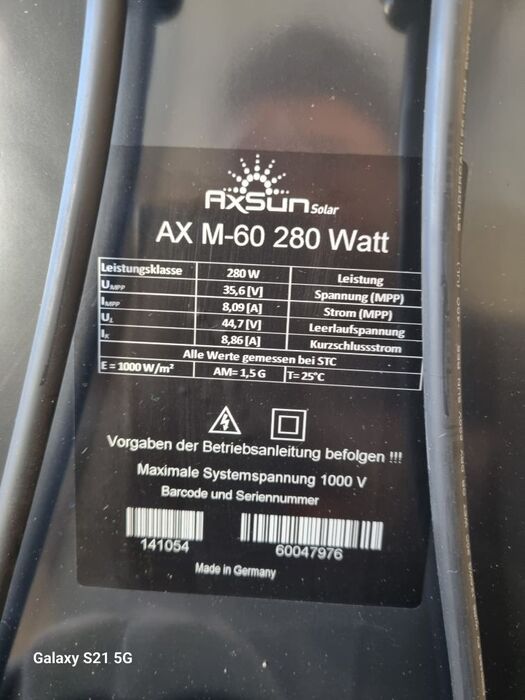 AxSun Solar
AX M-60 280 Watt
Leistungsklasse 280 W Leistung
UMPP 35,6 [V] Spannung (MPP)
IMPP 8,09 [A] Strom (MPP)
UL 44,7 [V] Leerlaufspannung
IK 8,86 [A] Kurzschlussstrom
Alle Werte gemessen bei STC
E = 1000 W/m² AM= 1,5 G T= 25°C
Vorgaben der Betriebsanleitung befolgen !!!
Maximale Systemspannung 1000 V
Barcode und Seriennummer
141054 60047976
Made in Germany
Galaxy S21 5G